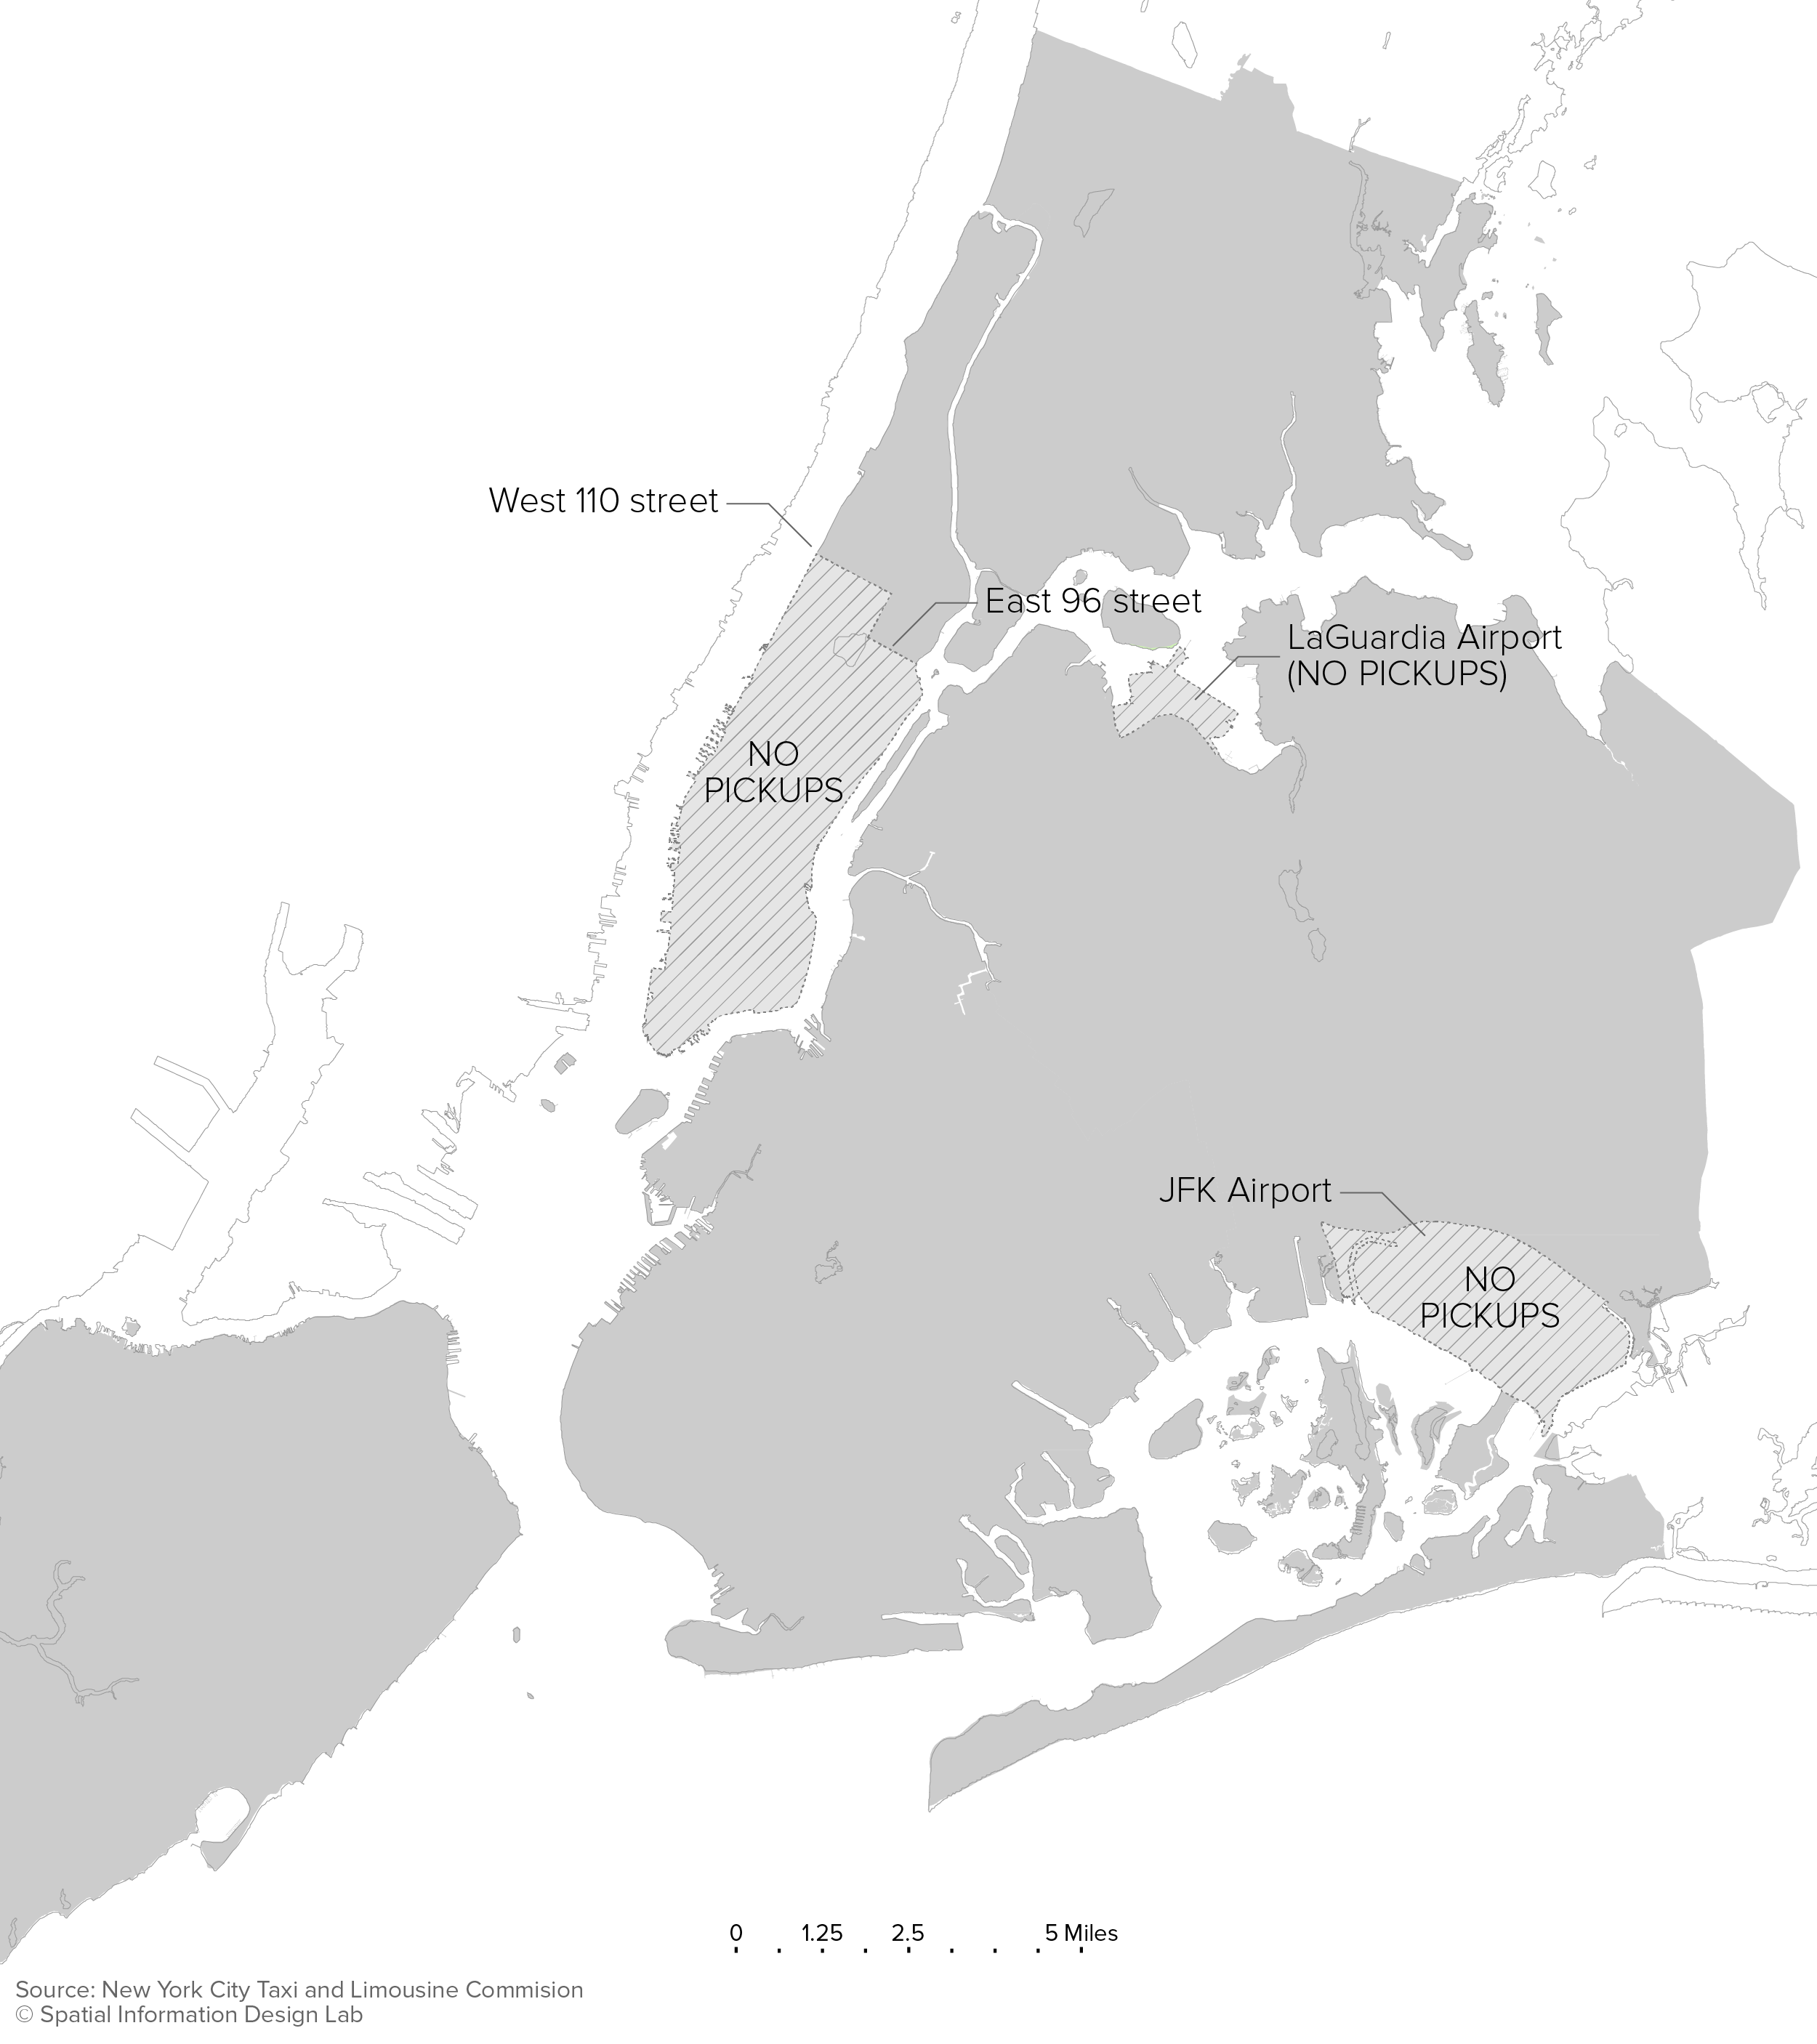 West 110 street
East 96 street
LaGuardia Airport
(NO PICKUPS)
NO
PICKUPS
JFK Airport
NO
PICKUPS
0 1.25 2.5 5 Miles
Source: New York City Taxi and Limousine Commision
© Spatial Information Design Lab